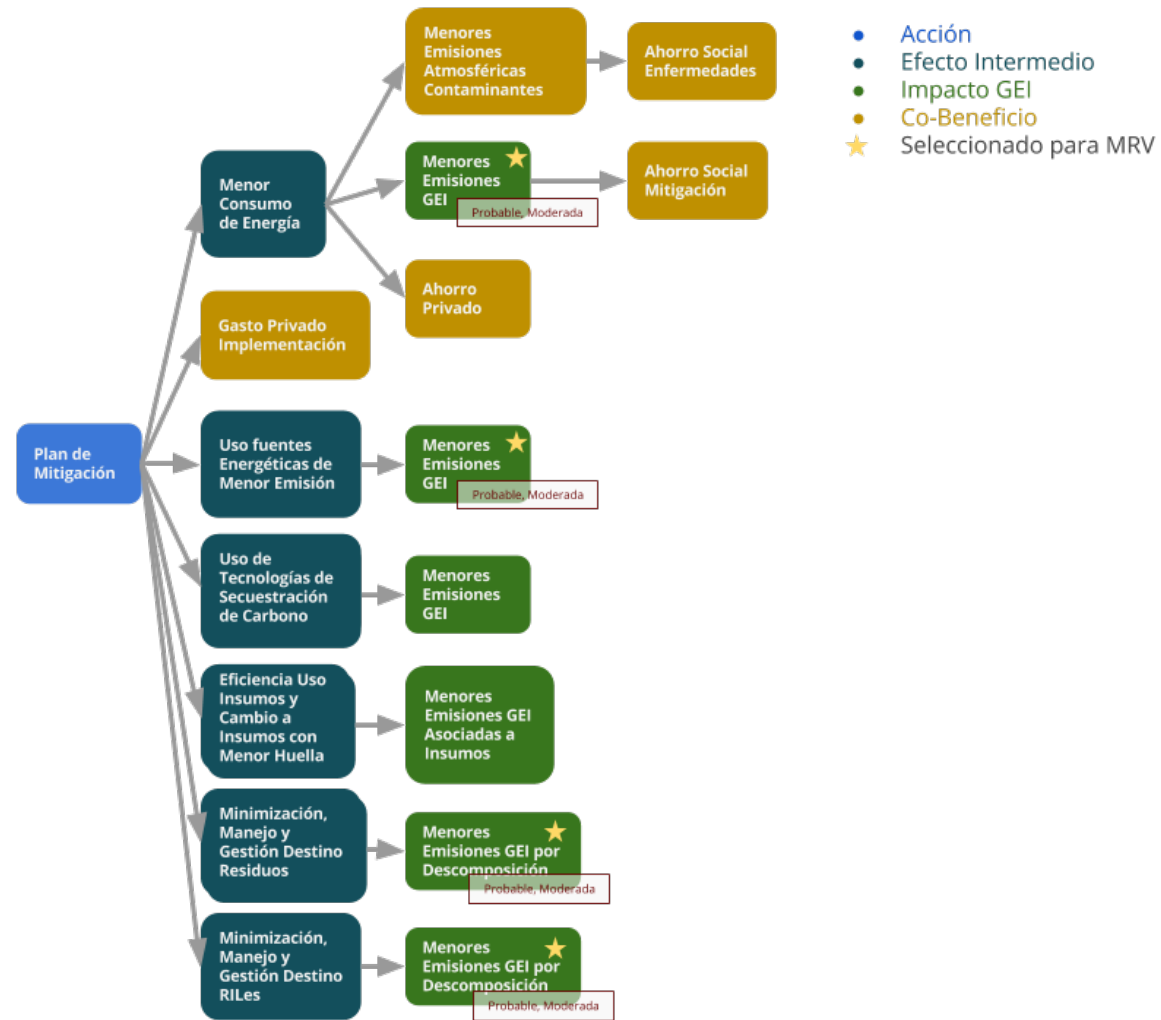 Menores
Emisiones
Atmosféricas
Contaminantes
Ahorro Social
Enfermedades
Acción
Efecto Intermedio
Impacto GEI
Co-Beneficio
Seleccionado para MRV
Menor
Consumo
de Energía
Menores
Emisiones
GEI
Probable, Moderada
Ahorro Social
Mitigación
Ahorro
Privado
Gasto Privado
Implementación
Plan de
Mitigación
Uso fuentes
Energéticas de
Menor Emisión
Menores
Emisiones
GEI
Probable, Moderada
Uso de
Tecnologías de
Secuestración
de Carbono
Menores
Emisiones
GEI
Eficiencia Uso
Insumos y
Cambio a
Insumos con
Menor Huella
Menores
Emisiones GEI
Asociadas a
Insumos
Minimización,
Manejo y
Gestión Destino
Residuos
Menores
Emisiones GEI por
Descomposición
Probable, Moderada
Minimización,
Manejo y
Gestión Destino
RILes
Menores
Emisiones GEI por
Descomposición
Probable, Moderada